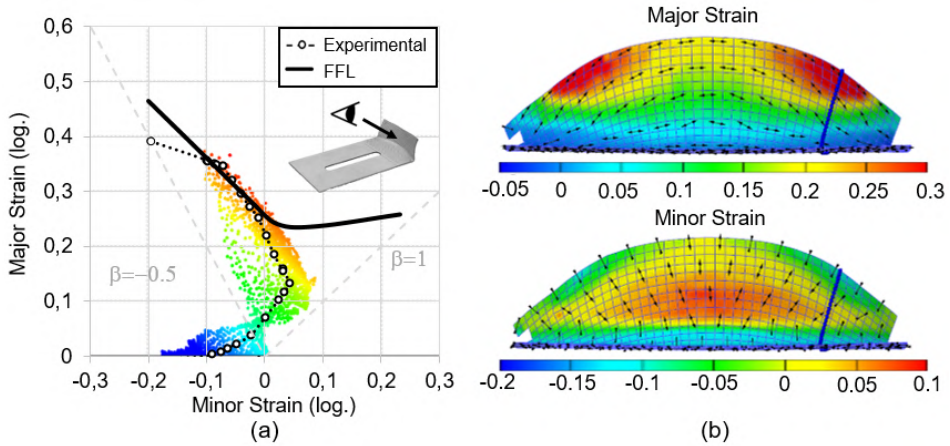 (a)
0,6
0,5
0,4
0,3
0,2
0,1
0
Major Strain (log.)
-0,3 -0,2 -0,1 0 0,1 0,2 0,3
Minor Strain (log.)
Experimental
FFL
β=−0.5
β=1
Major Strain
-0.05 0 0.1 0.15 0.2 0.25 0.3
Minor Strain
-0.2 -0.15 -0.1 -0.05 0 0.05 0.1
(a)
(b)